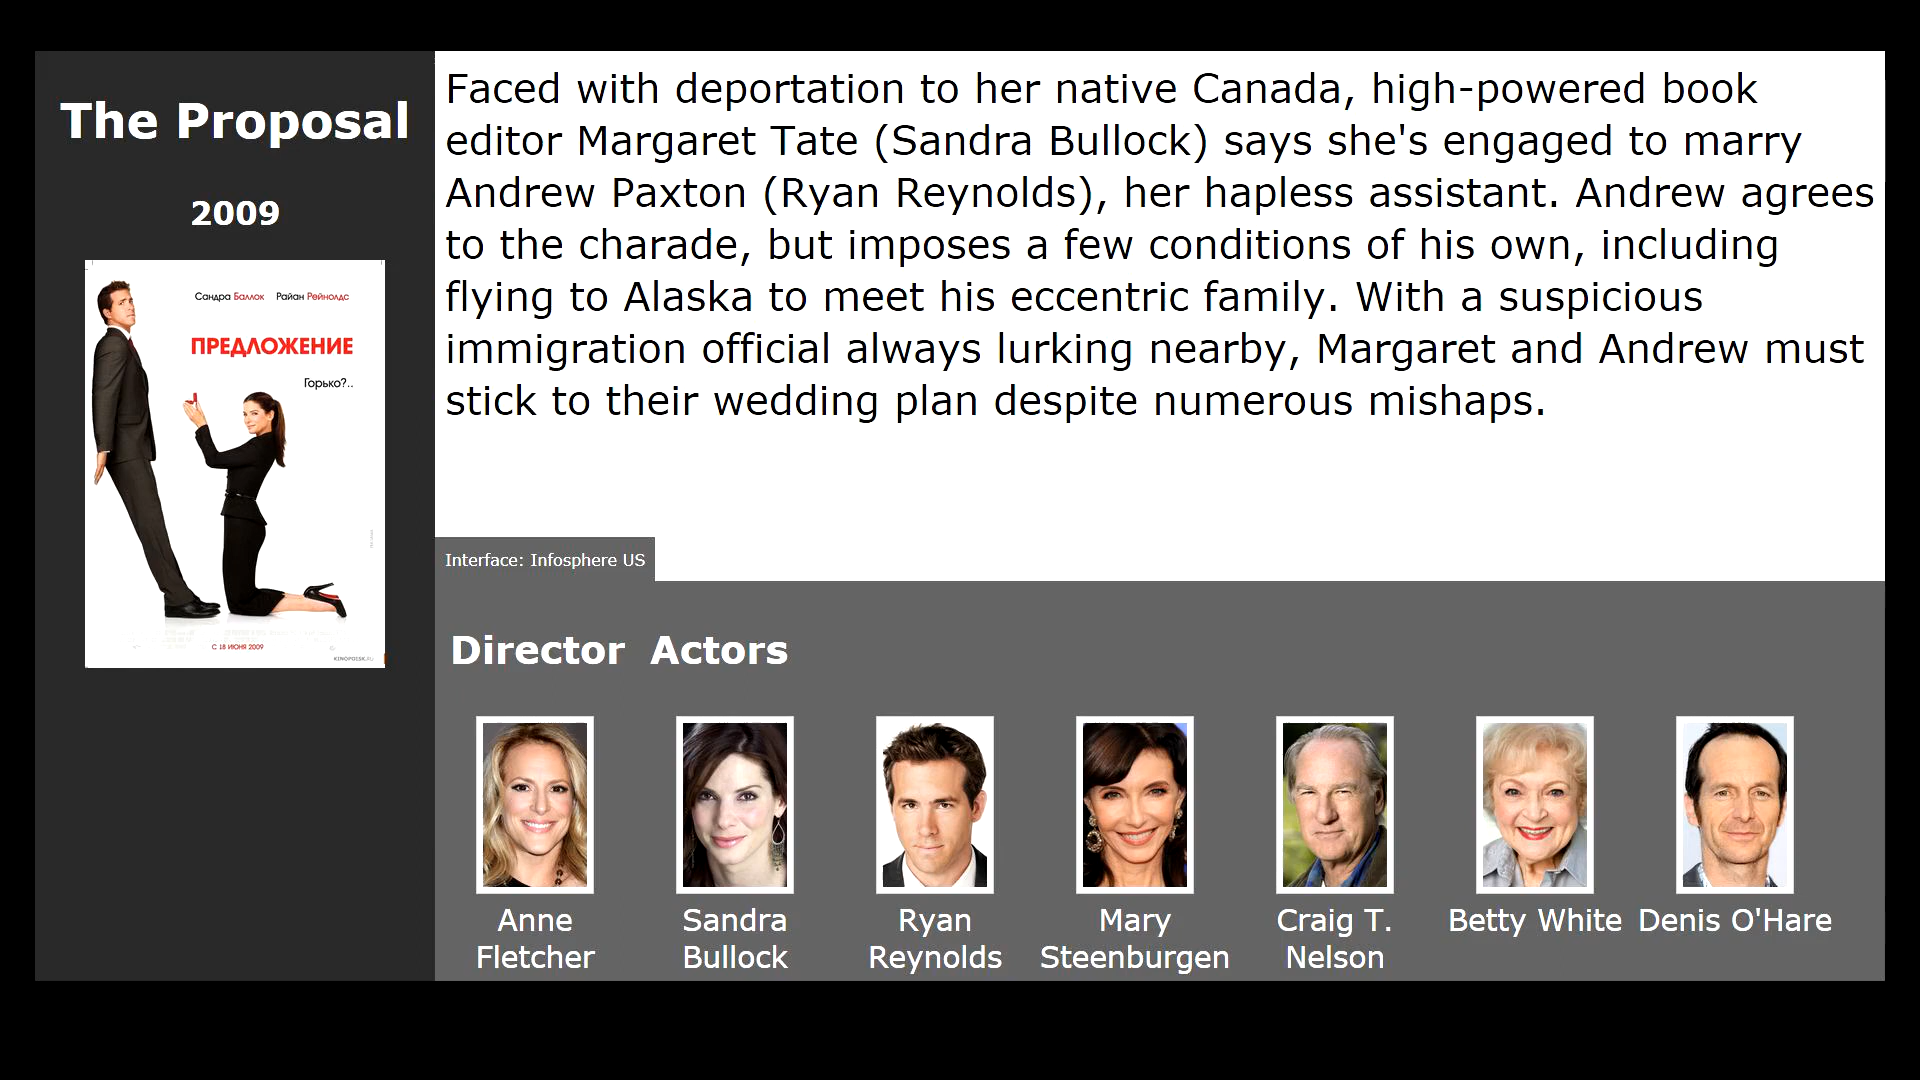 The Proposal
2009
Сандра Баллок Райан Рейнолдс
ПРЕДЛОЖЕНИЕ
Горько?..
С 18 ИЮНЯ 2009
KINOPOISK.RU
Faced with deportation to her native Canada, high-powered book
editor Margaret Tate (Sandra Bullock) says she's engaged to marry
Andrew Paxton (Ryan Reynolds), her hapless assistant. Andrew agrees
to the charade, but imposes a few conditions of his own, including
flying to Alaska to meet his eccentric family. With a suspicious
immigration official always lurking nearby, Margaret and Andrew must
stick to their wedding plan despite numerous mishaps.
Interface: Infosphere US
Director Actors
Anne
Fletcher
Sandra
Bullock
Ryan
Reynolds
Mary
Steenburgen
Craig T.
Nelson
Betty White
Denis O'Hare